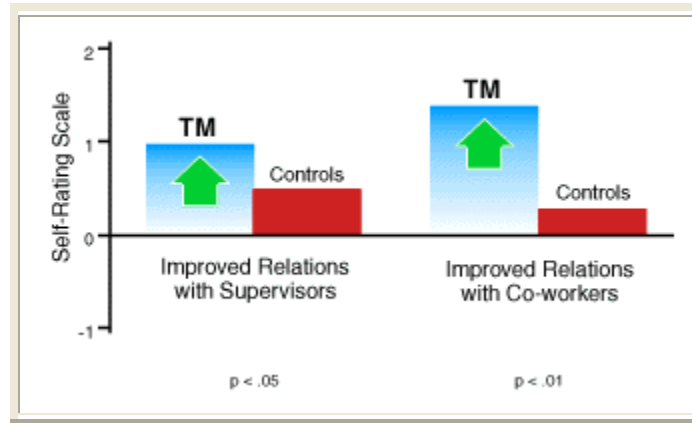 2
1
0
-1
Self-Rating Scale
TM
Controls
Improved Relations
with Supervisors
p < .05
TM
Controls
Improved Relations
with Co-workers
p < .01